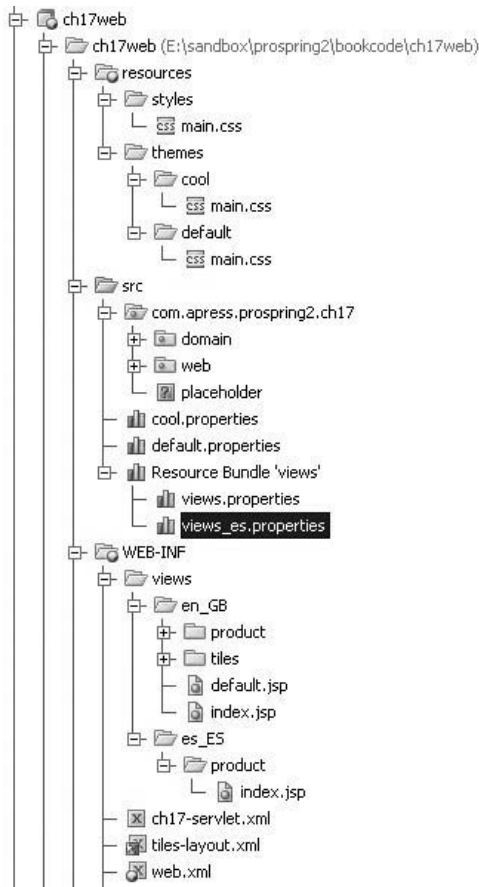 ch17web
ch17web (E:\sandbox\prospring2\bookcode\ch17web)
resources
styles
main.css
themes
cool
main.css
default
main.css
src
com.apress.prospring2.ch17
domain
web
placeholder
cool.properties
default.properties
Resource Bundle 'views'
views.properties
views_es.properties
WEB-INF
views
en_GB
product
tiles
default.jsp
index.jsp
es_ES
product
index.jsp
ch17-servlet.xml
tiles-layout.xml
web.xml